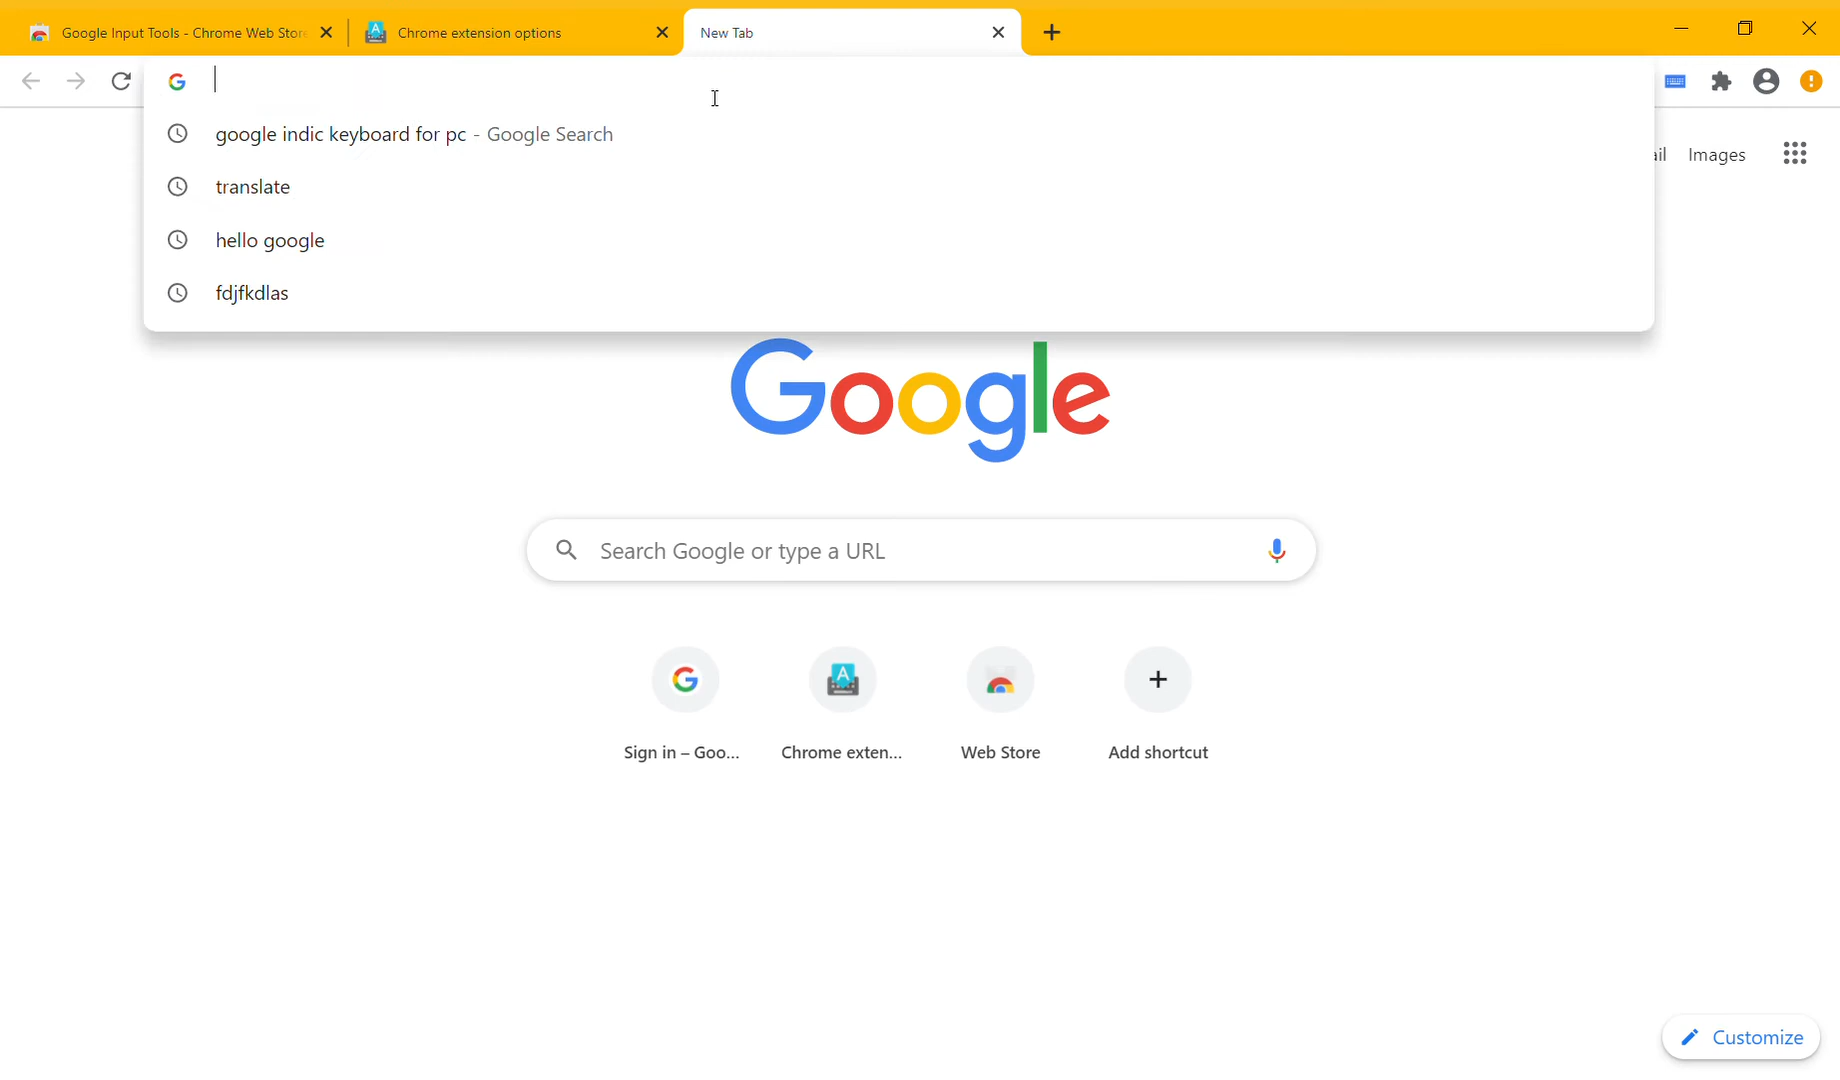 Google Input Tools - Chrome Web Store
Chrome extension options
New Tab
google indic keyboard for pc - Google Search
translate
hello google
fdjfkdlas
ail Images
Google
Search Google or type a URL
Sign in – Goo...
Chrome exten...
Web Store
Add shortcut
Customize